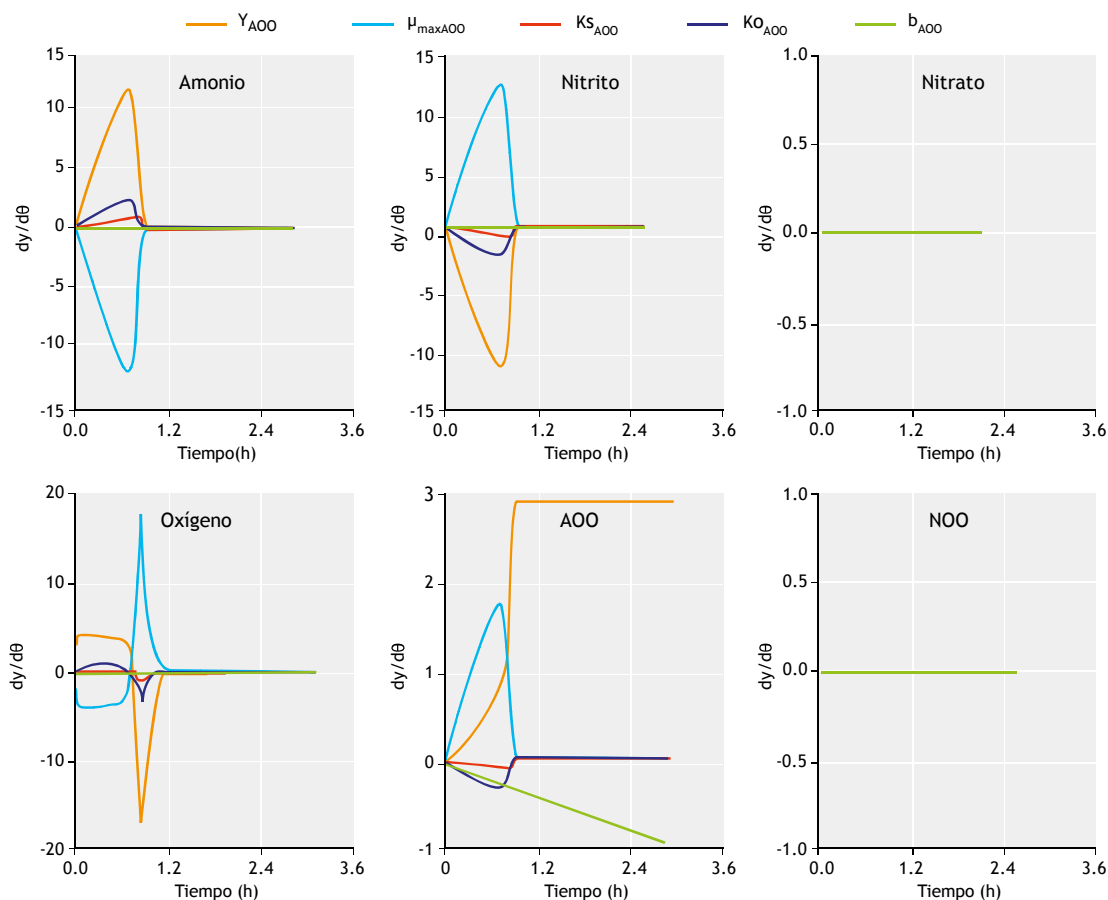 Y_AOO μ_maxAOO Ks_AOO Ko_AOO b_AOO
Amonio
15
10
5
0
-5
-10
-15
dy/dθ
0.0 1.2 2.4 3.6
Tiempo(h)
Nitrito
15
10
5
0
-5
-10
-15
dy/dθ
0.0 1.2 2.4 3.6
Tiempo (h)
Nitrato
1.0
0.5
0.0
-0.5
-1.0
dy/dθ
0.0 1.2 2.4 3.6
Tiempo (h)
Oxígeno
20
10
0
-10
-20
dy/dθ
0.0 1.2 2.4 3.6
Tiempo (h)
AOO
3
2
1
0
-1
dy/dθ
0 1.2 2.4 3.6
Tiempo (h)
NOO
1.0
0.5
0.0
-0.5
-1.0
dy/dθ
0.0 1.2 2.4 3.6
Tiempo (h)